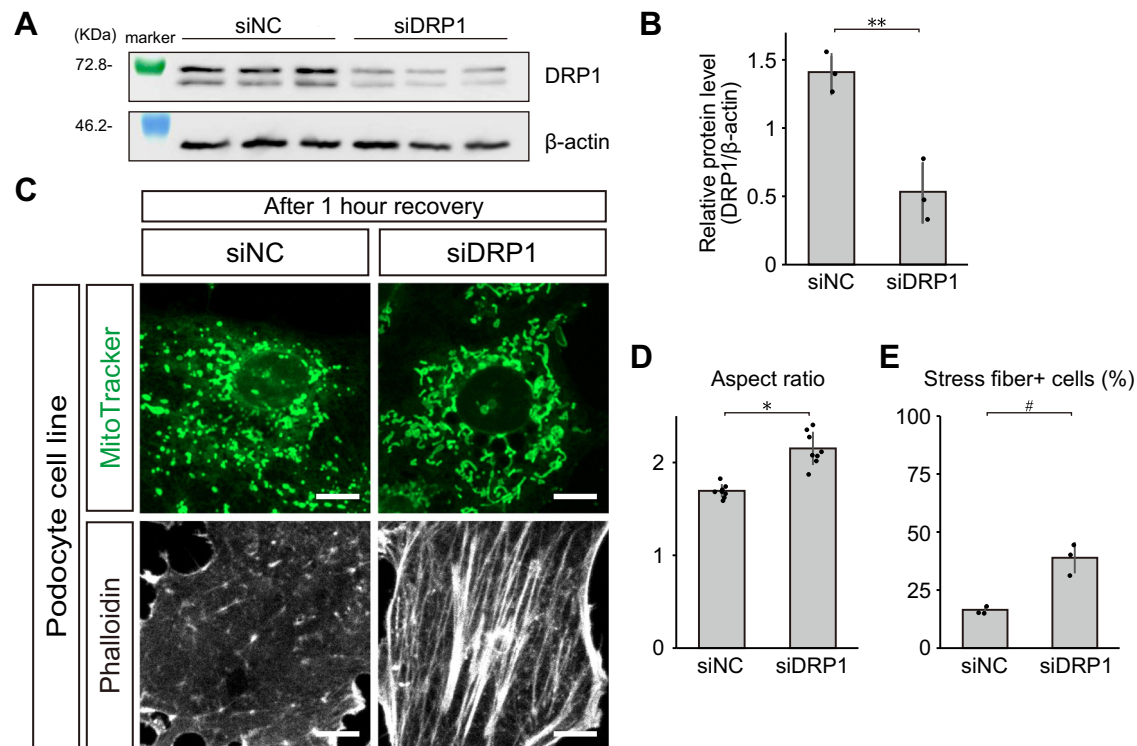 A
(KDa)
marker
siNC
siDRP1
72.8-
DRP1
46.2-
β-actin
B
**
Relative protein level
(DRP1/β-actin)
1.5
1
0.5
0
siNC
siDRP1
C
After 1 hour recovery
siNC
siDRP1
Podocyte cell line
MitoTracker
Phalloidin
D
Aspect ratio
*
2
1
0
siNC
siDRP1
E
Stress fiber+ cells (%)
#
100
75
50
25
0
siNC
siDRP1